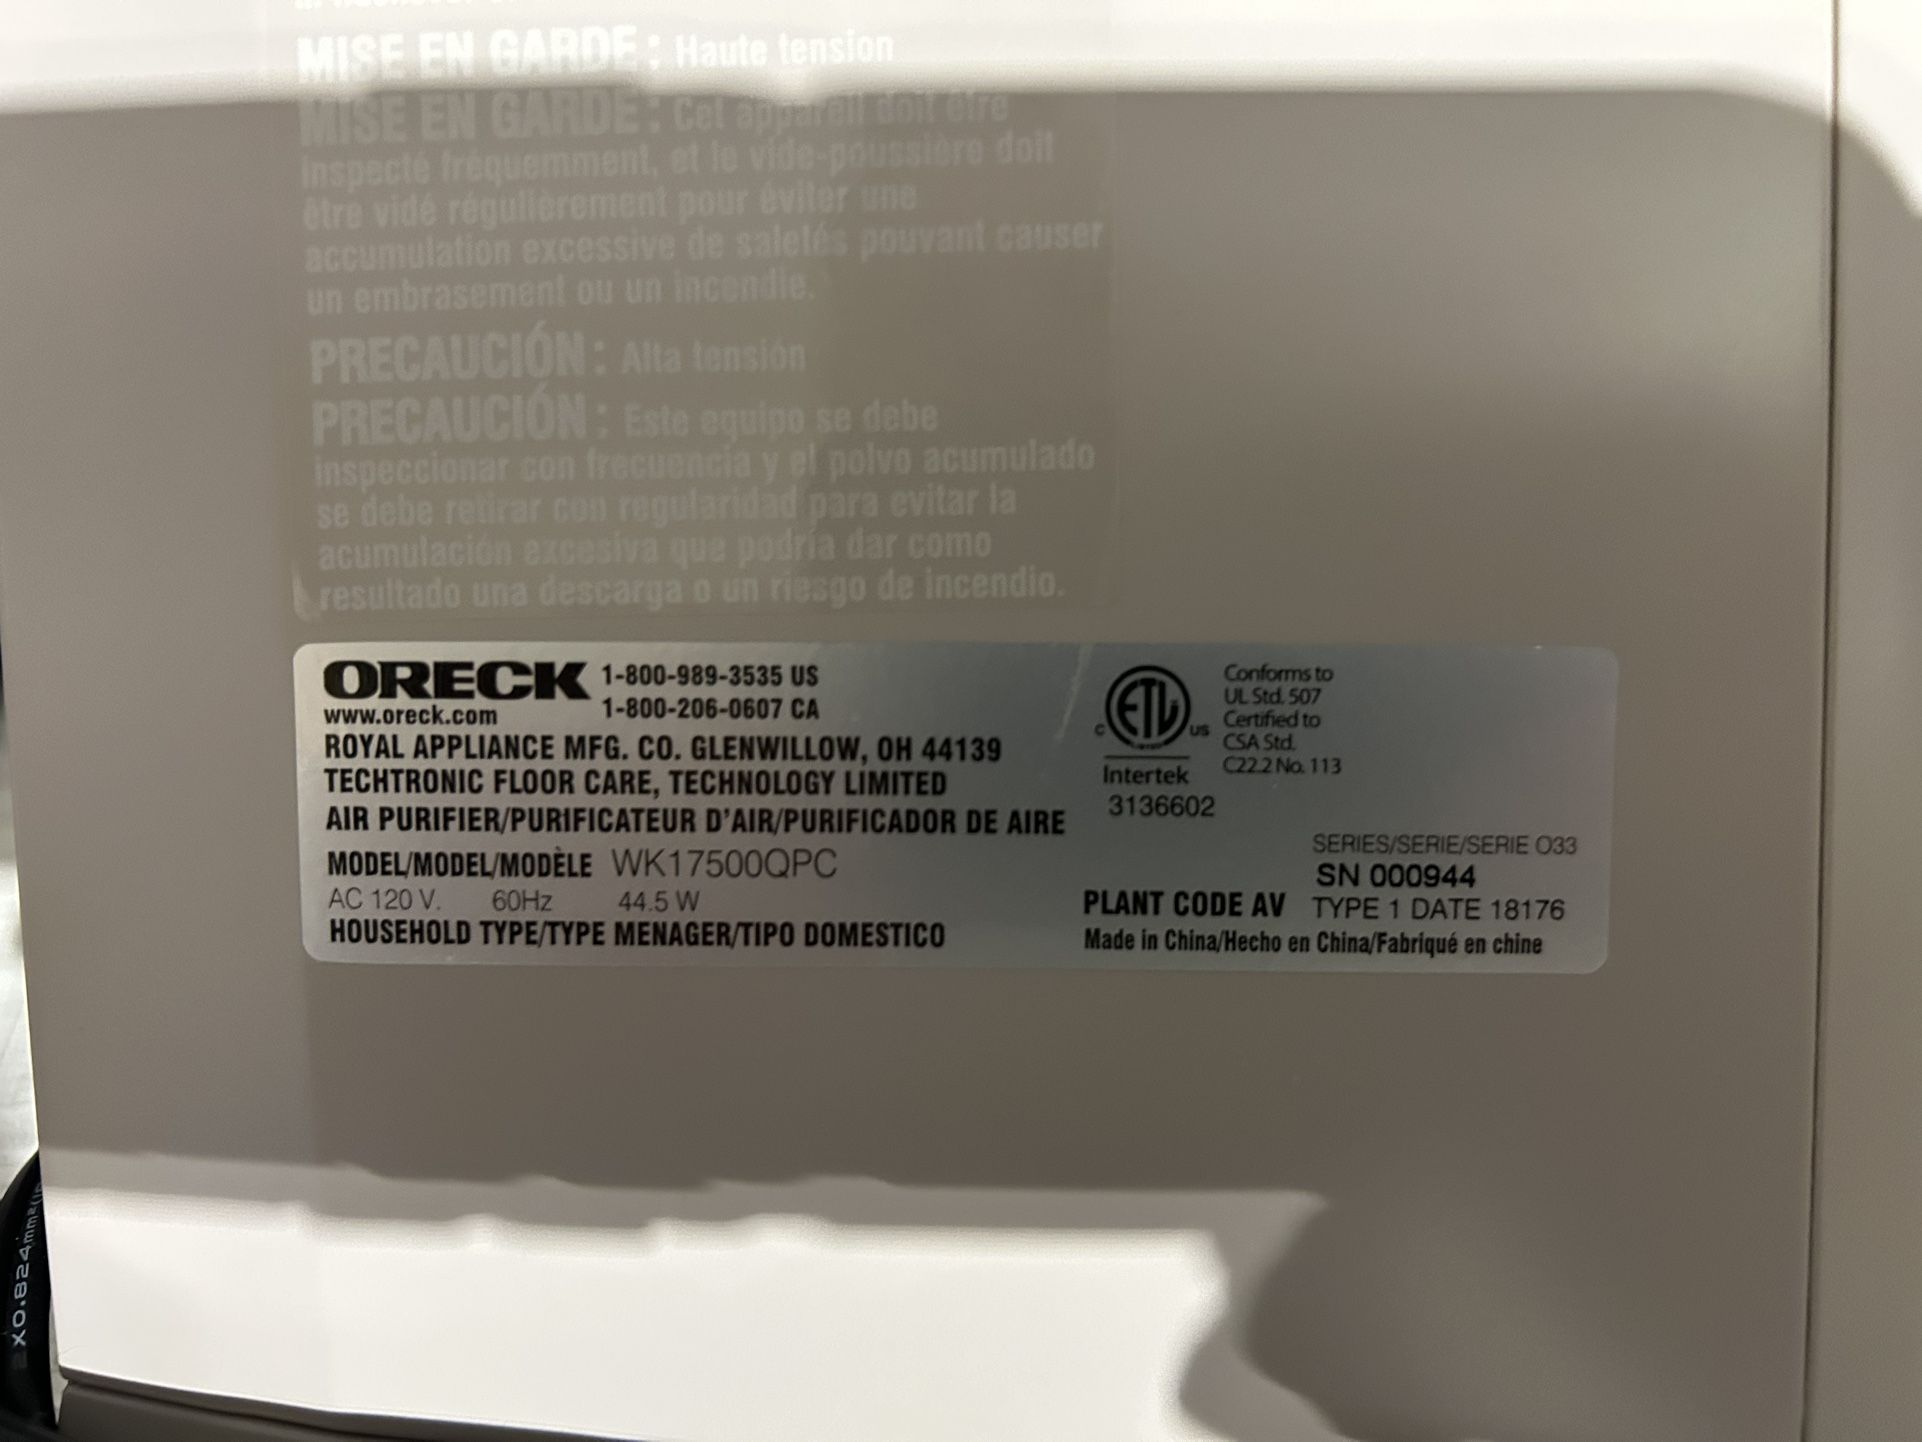 MISE EN GARDE : Haute tension
MISE EN GARDE : Cet appareil doit être
inspecté fréquemment, et le vide-poussière doit
être vidé régulièrement pour éviter une
accumulation excessive de saletés pouvant causer
un embrasement ou un incendie.
PRECAUCIÓN : Alta tensión
PRECAUCIÓN : Este equipo se debe
inspeccionar con frecuencia y el polvo acumulado
se debe retirar con regularidad para evitar la
acumulación excesiva que podría dar como
resultado una descarga o un riesgo de incendio.
ORECK 1-800-989-3535 US
www.oreck.com 1-800-206-0607 CA
ROYAL APPLIANCE MFG. CO. GLENWILLOW, OH 44139
TECHTRONIC FLOOR CARE, TECHNOLOGY LIMITED
AIR PURIFIER/PURIFICATEUR D'AIR/PURIFICADOR DE AIRE
MODEL/MODEL/MODÈLE WK17500QPC
AC 120 V. 60Hz 44.5 W
HOUSEHOLD TYPE/TYPE MENAGER/TIPO DOMESTICO
C ETL US
LISTED
Intertek
3136602
Conforms to
UL Std. 507
Certified to
CSA Std.
C22.2 No. 113
SERIES/SERIE/SERIE O33
SN 000944
PLANT CODE AV TYPE 1 DATE 18176
Made in China/Hecho en China/Fabriqué en chine
X0.824mm²